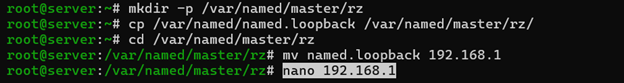 root@server:~# mkdir -p /var/named/master/rz
root@server:~# cp /var/named/named.loopback /var/named/master/rz/
root@server:~# cd /var/named/master/rz
root@server:/var/named/master/rz# mv named.loopback 192.168.1
root@server:/var/named/master/rz# nano 192.168.1